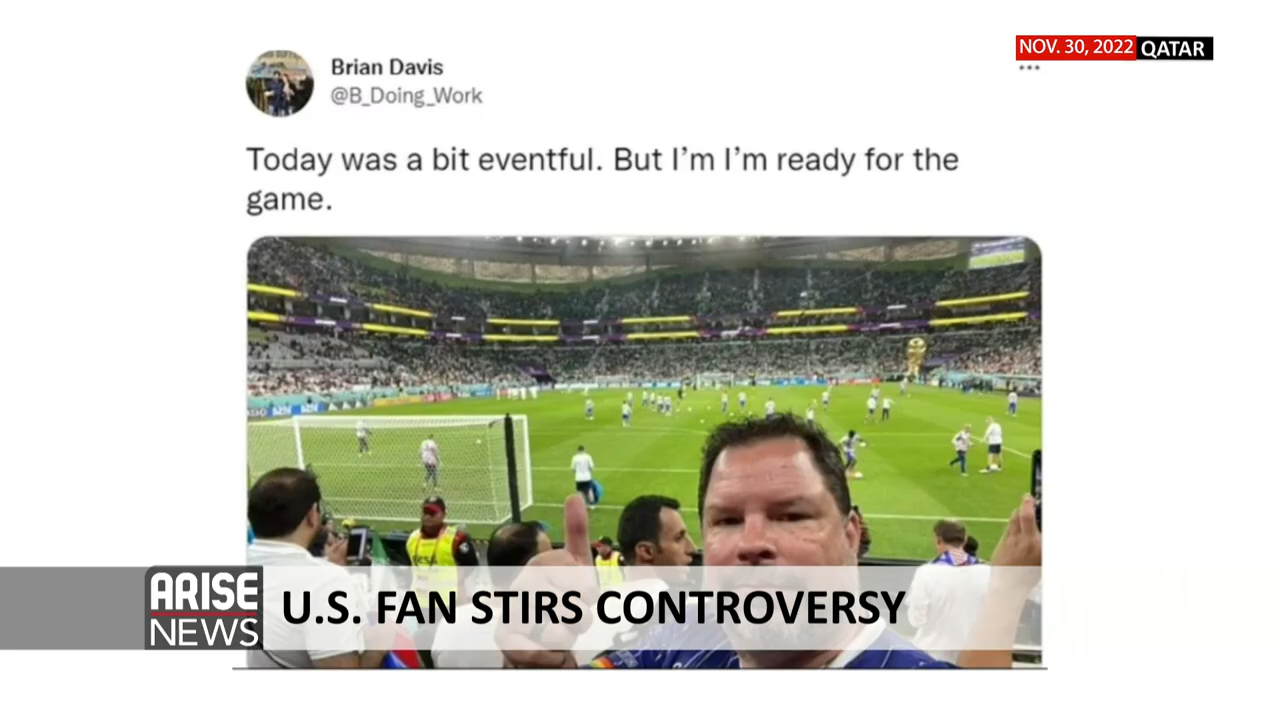 NOV. 30, 2022 QATAR
Brian Davis
@B_Doing_Work
Today was a bit eventful. But I’m I’m ready for the
game.
ARISE
NEWS
U.S. FAN STIRS CONTROVERSY